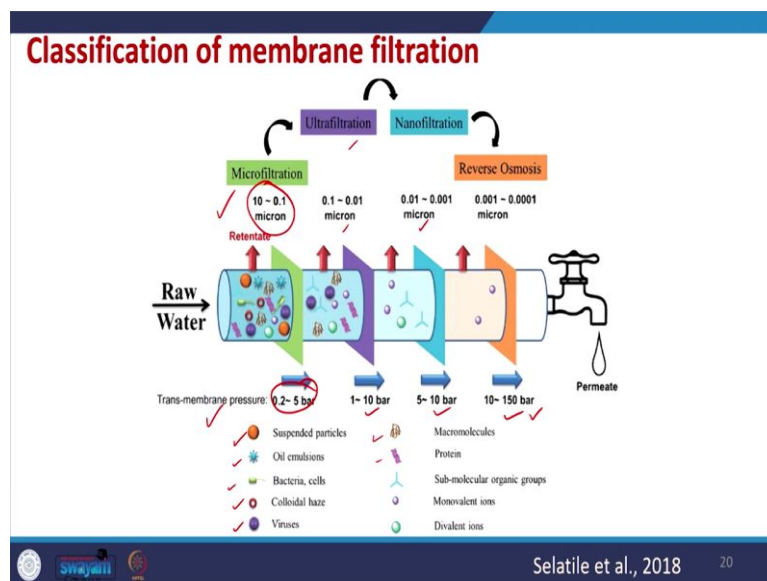 Classification of membrane filtration
Ultrafiltration
Nanofiltration
Microfiltration
Reverse Osmosis
10 ~ 0.1
micron
0.1 ~ 0.01
micron
0.01 ~ 0.001
micron
0.001 ~ 0.0001
micron
Retentate
Raw
Water
Permeate
Trans-membrane pressure: 0.2~ 5 bar
1~ 10 bar
5~ 10 bar
10~ 150 bar
Suspended particles
Oil emulsions
Bacteria, cells
Colloidal haze
Viruses
Macromolecules
Protein
Sub-molecular organic groups
Monovalent ions
Divalent ions
swayam
Selatile et al., 2018
20